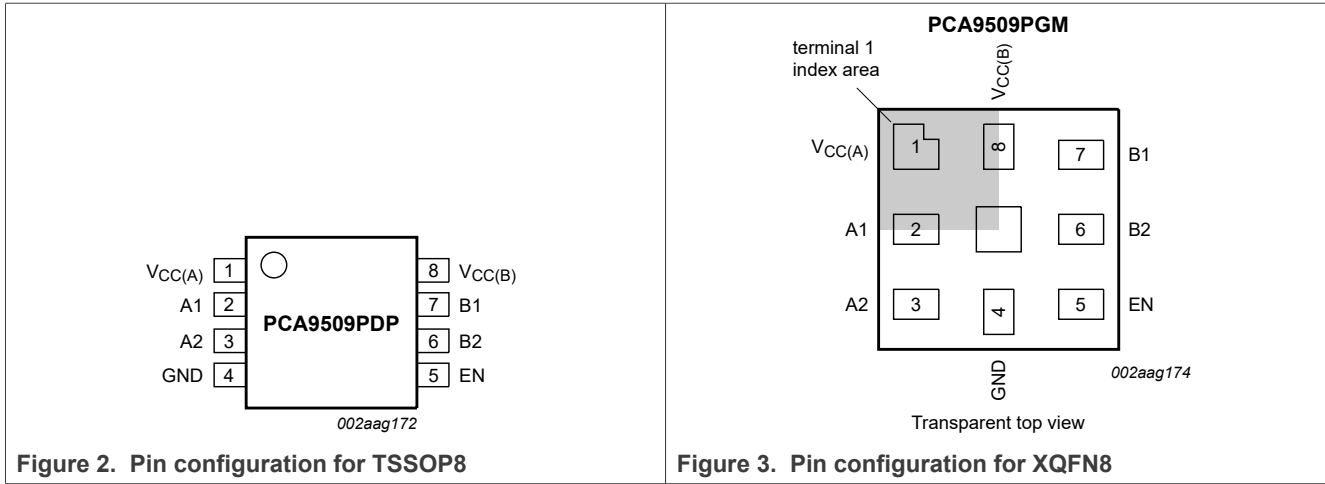 VCC(A) 1 8 VCC(B)
A1 2 7 B1
PCA9509PDP
A2 3 6 B2
GND 4 5 EN
002aag172
Figure 2. Pin configuration for TSSOP8
PCA9509PGM
terminal 1
index area
VCC(B)
VCC(A) 1 8 7 B1
A1 2 6 B2
A2 3 4 5 EN
GND
002aag174
Transparent top view
Figure 3. Pin configuration for XQFN8